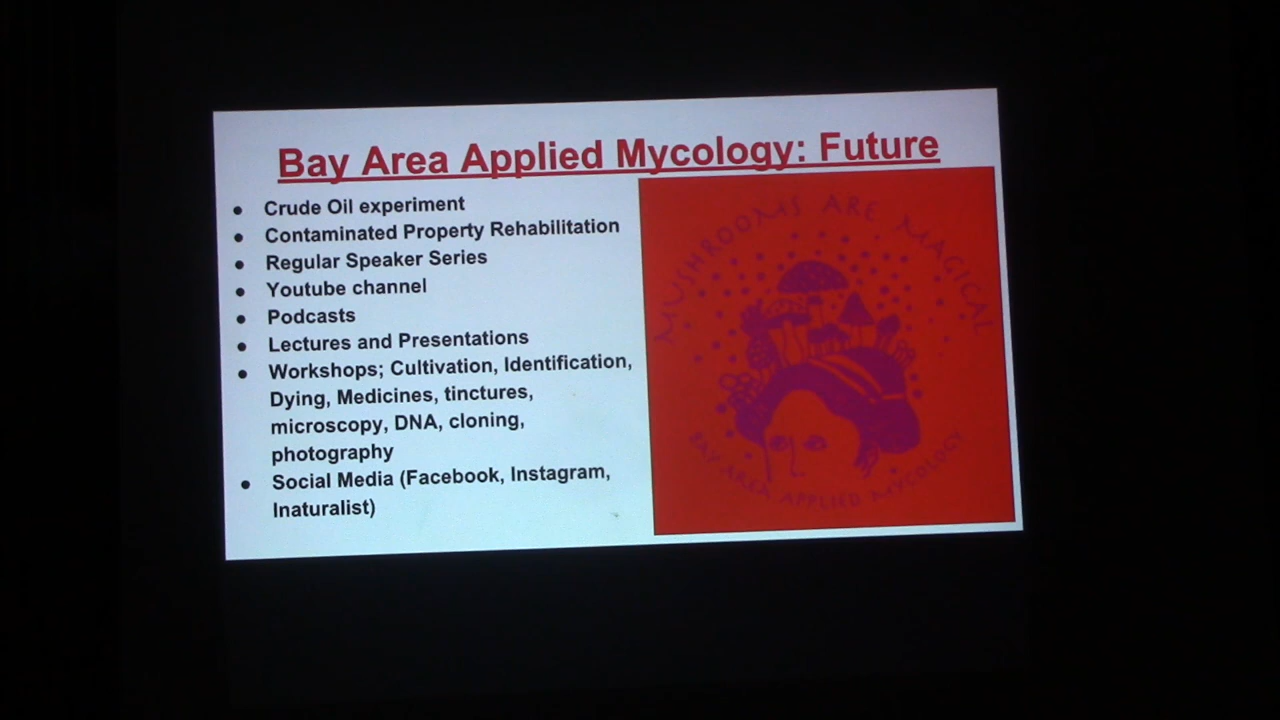 Bay Area Applied Mycology: Future
● Crude Oil experiment
● Contaminated Property Rehabilitation
● Regular Speaker Series
● Youtube channel
● Podcasts
● Lectures and Presentations
● Workshops; Cultivation, Identification,
Dying, Medicines, tinctures,
microscopy, DNA, cloning,
photography
● Social Media (Facebook, Instagram,
Inaturalist)
MUSHROOMS ARE MAGICAL
BAY AREA APPLIED MYCOLOGY